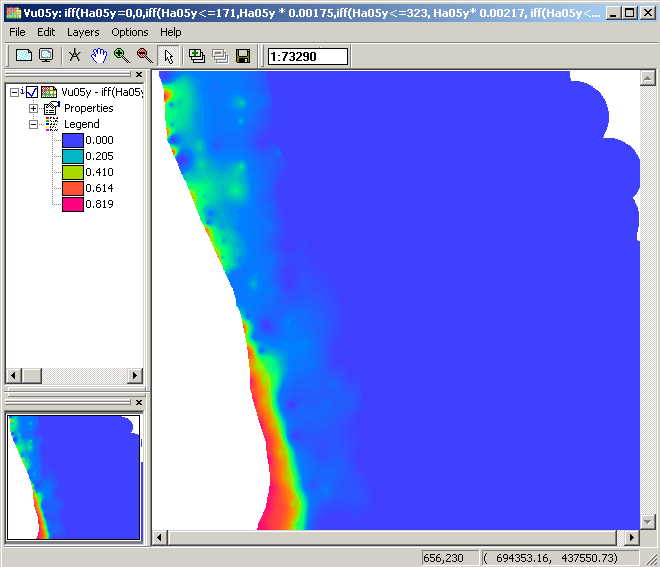 Vu05y: iff(Ha05y=0,0,iff(Ha05y<=171,Ha05y * 0.00175,iff(Ha05y<=323, Ha05y* 0.00217, iff(Ha05y<...
File Edit Layers Options Help
1:73290
Vu05y - iff(Ha05y
Properties
Legend
0.000
0.205
0.410
0.614
0.819
656,230 ( 694353.16, 437550.73)